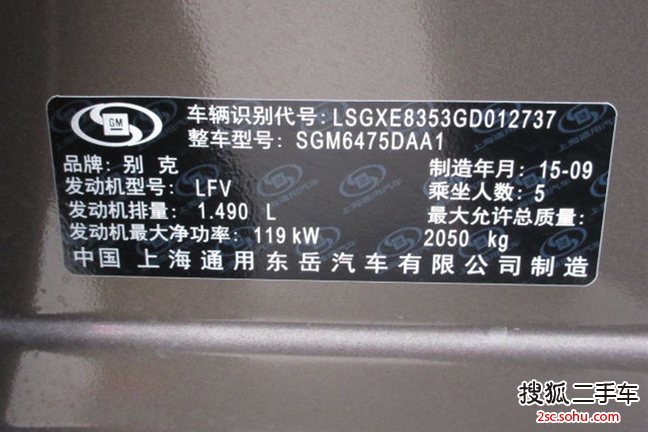 GM
车辆识别代号: LSGXE8353GD012737
整车型号: SGM6475DAA1
品牌: 别克
制造年月: 15-09
发动机型号: LFV
乘坐人数: 5
发动机排量: 1.490 L
最大允许总质量:
发动机最大净功率: 119 kW
2050 kg
中国 上海通用东岳汽车有限公司制造
搜狐 二手车
2sc.sohu.com